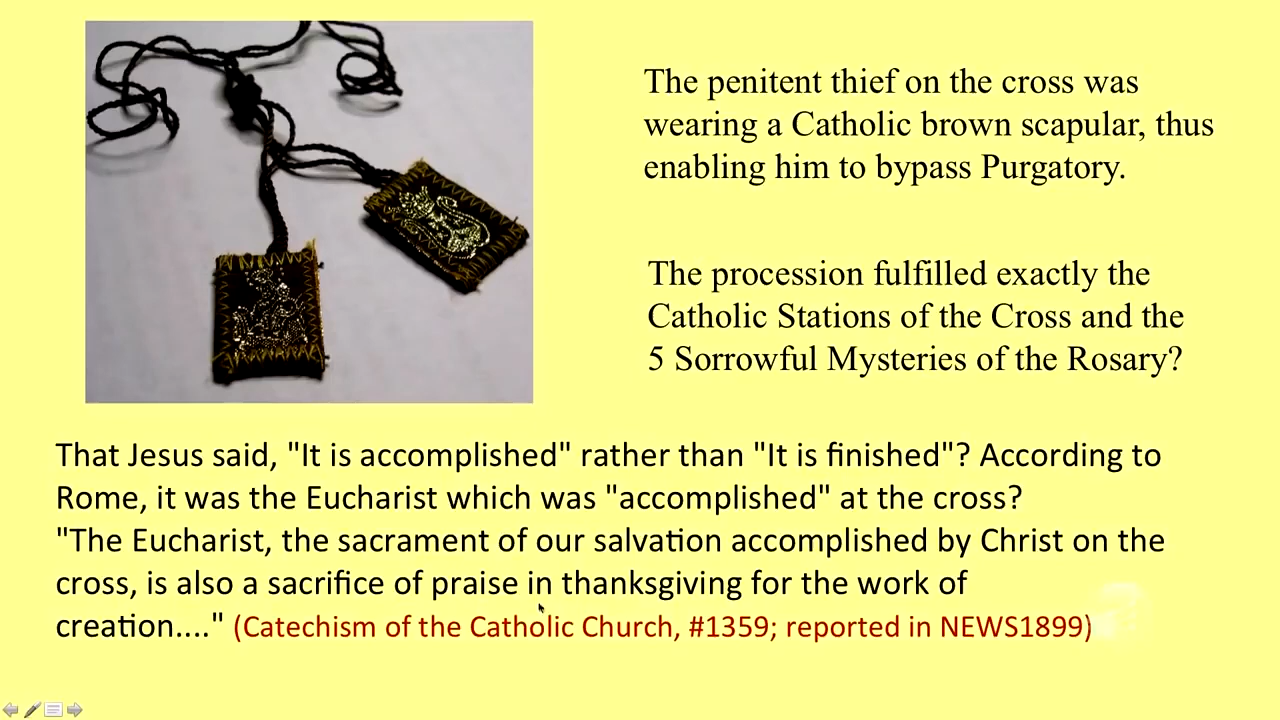 The penitent thief on the cross was
wearing a Catholic brown scapular, thus
enabling him to bypass Purgatory.
The procession fulfilled exactly the
Catholic Stations of the Cross and the
5 Sorrowful Mysteries of the Rosary?
That Jesus said, "It is accomplished" rather than "It is finished"? According to
Rome, it was the Eucharist which was "accomplished" at the cross?
"The Eucharist, the sacrament of our salvation accomplished by Christ on the
cross, is also a sacrifice of praise in thanksgiving for the work of
creation...." (Catechism of the Catholic Church, #1359; reported in NEWS1899)